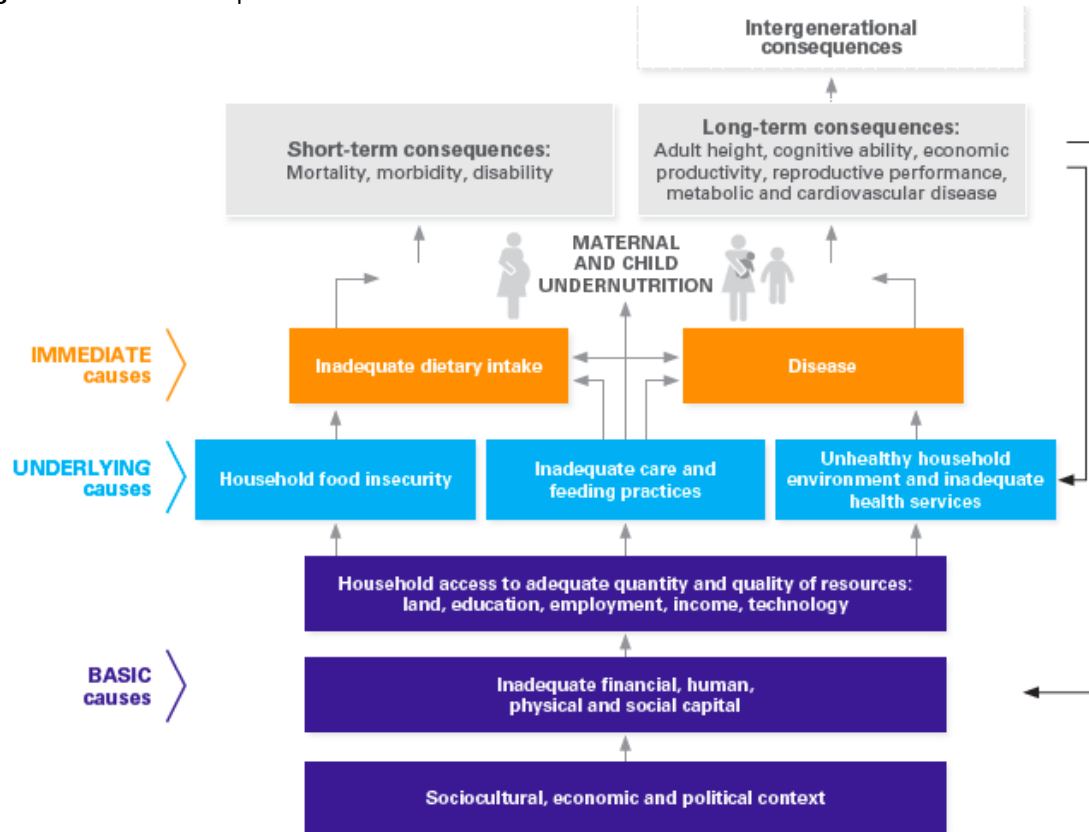 Intergenerational
consequences
Short-term consequences:
Mortality, morbidity, disability
Long-term consequences:
Adult height, cognitive ability, economic
productivity, reproductive performance,
metabolic and cardiovascular disease
MATERNAL
AND CHILD
UNDERNUTRITION
IMMEDIATE
causes
Inadequate dietary intake
Disease
UNDERLYING
causes
Household food insecurity
Inadequate care and
feeding practices
Unhealthy household
environment and inadequate
health services
Household access to adequate quantity and quality of resources:
land, education, employment, income, technology
BASIC
causes
Inadequate financial, human,
physical and social capital
Sociocultural, economic and political context